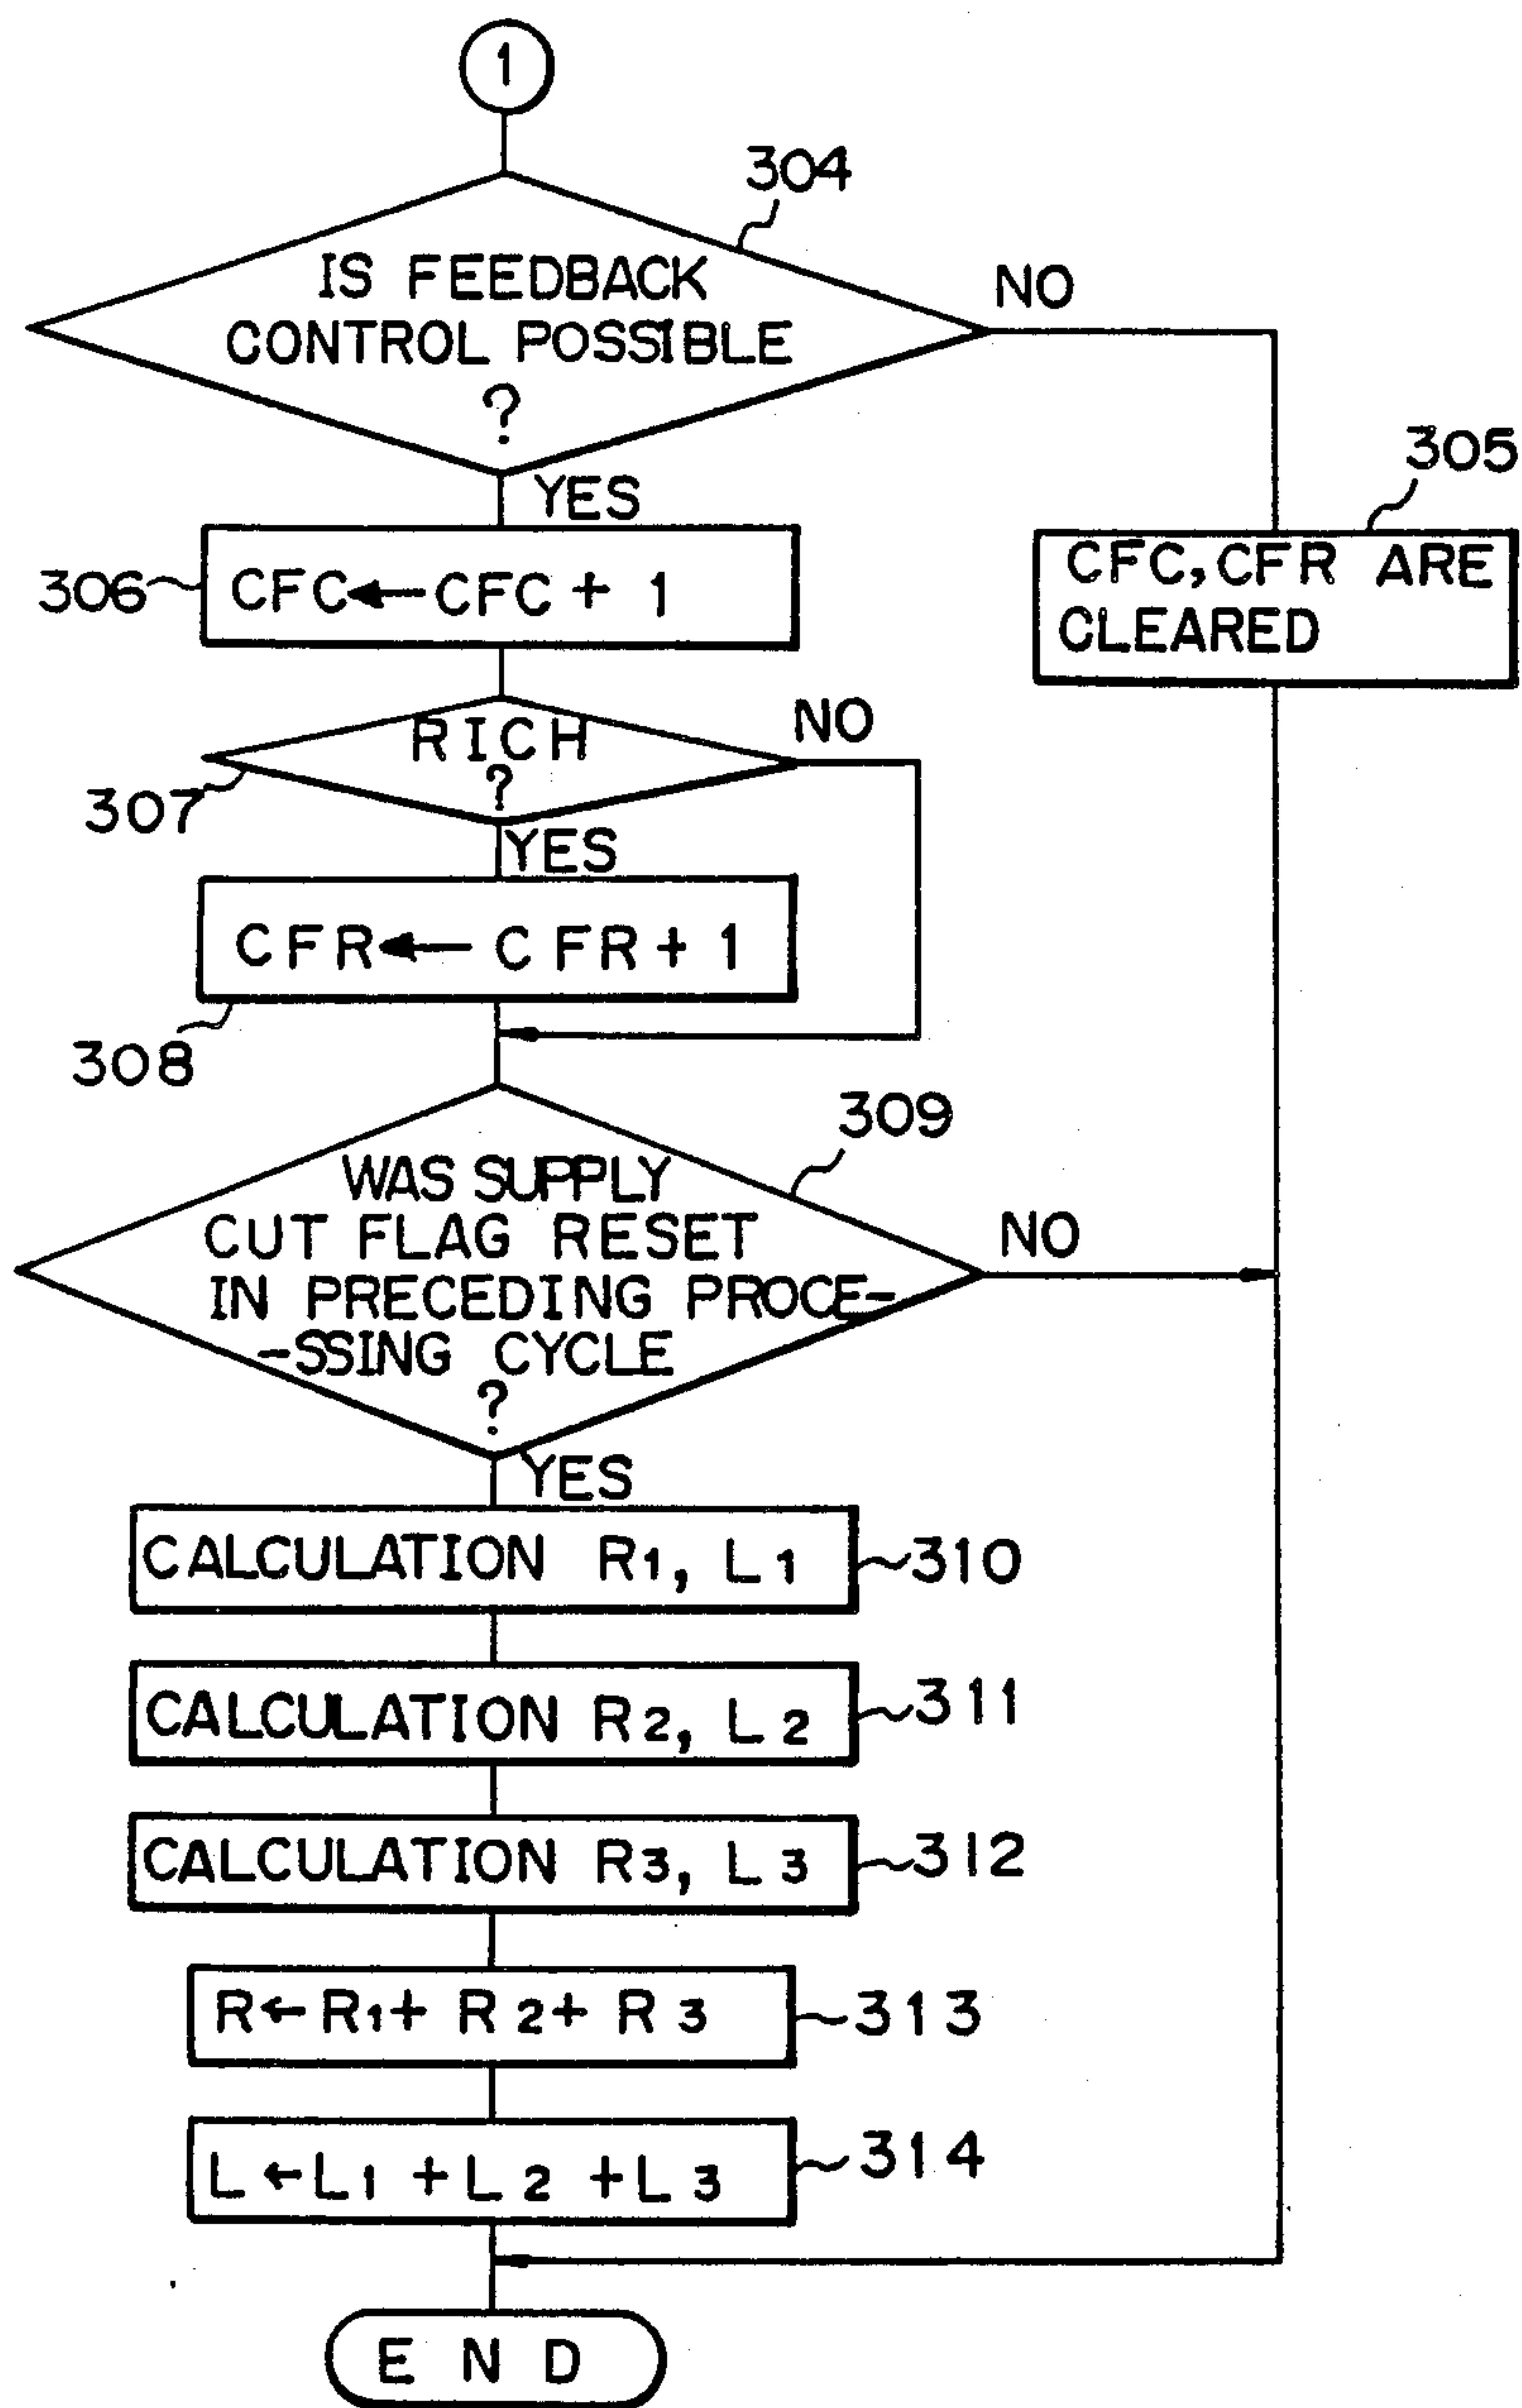 1
304
IS FEEDBACK
CONTROL POSSIBLE
?
NO
YES
305
CFC, CFR ARE
CLEARED
306
CFC ← CFC + 1
RICH
?
NO
307
YES
CFR ← CFR + 1
308
309
WAS SUPPLY
CUT FLAG RESET
IN PRECEDING PROCE-
-SSING CYCLE
?
NO
YES
CALCULATION R1, L1
310
CALCULATION R2, L2
311
CALCULATION R3, L3
312
R ← R1 + R2 + R3
313
L ← L1 + L2 + L3
314
END